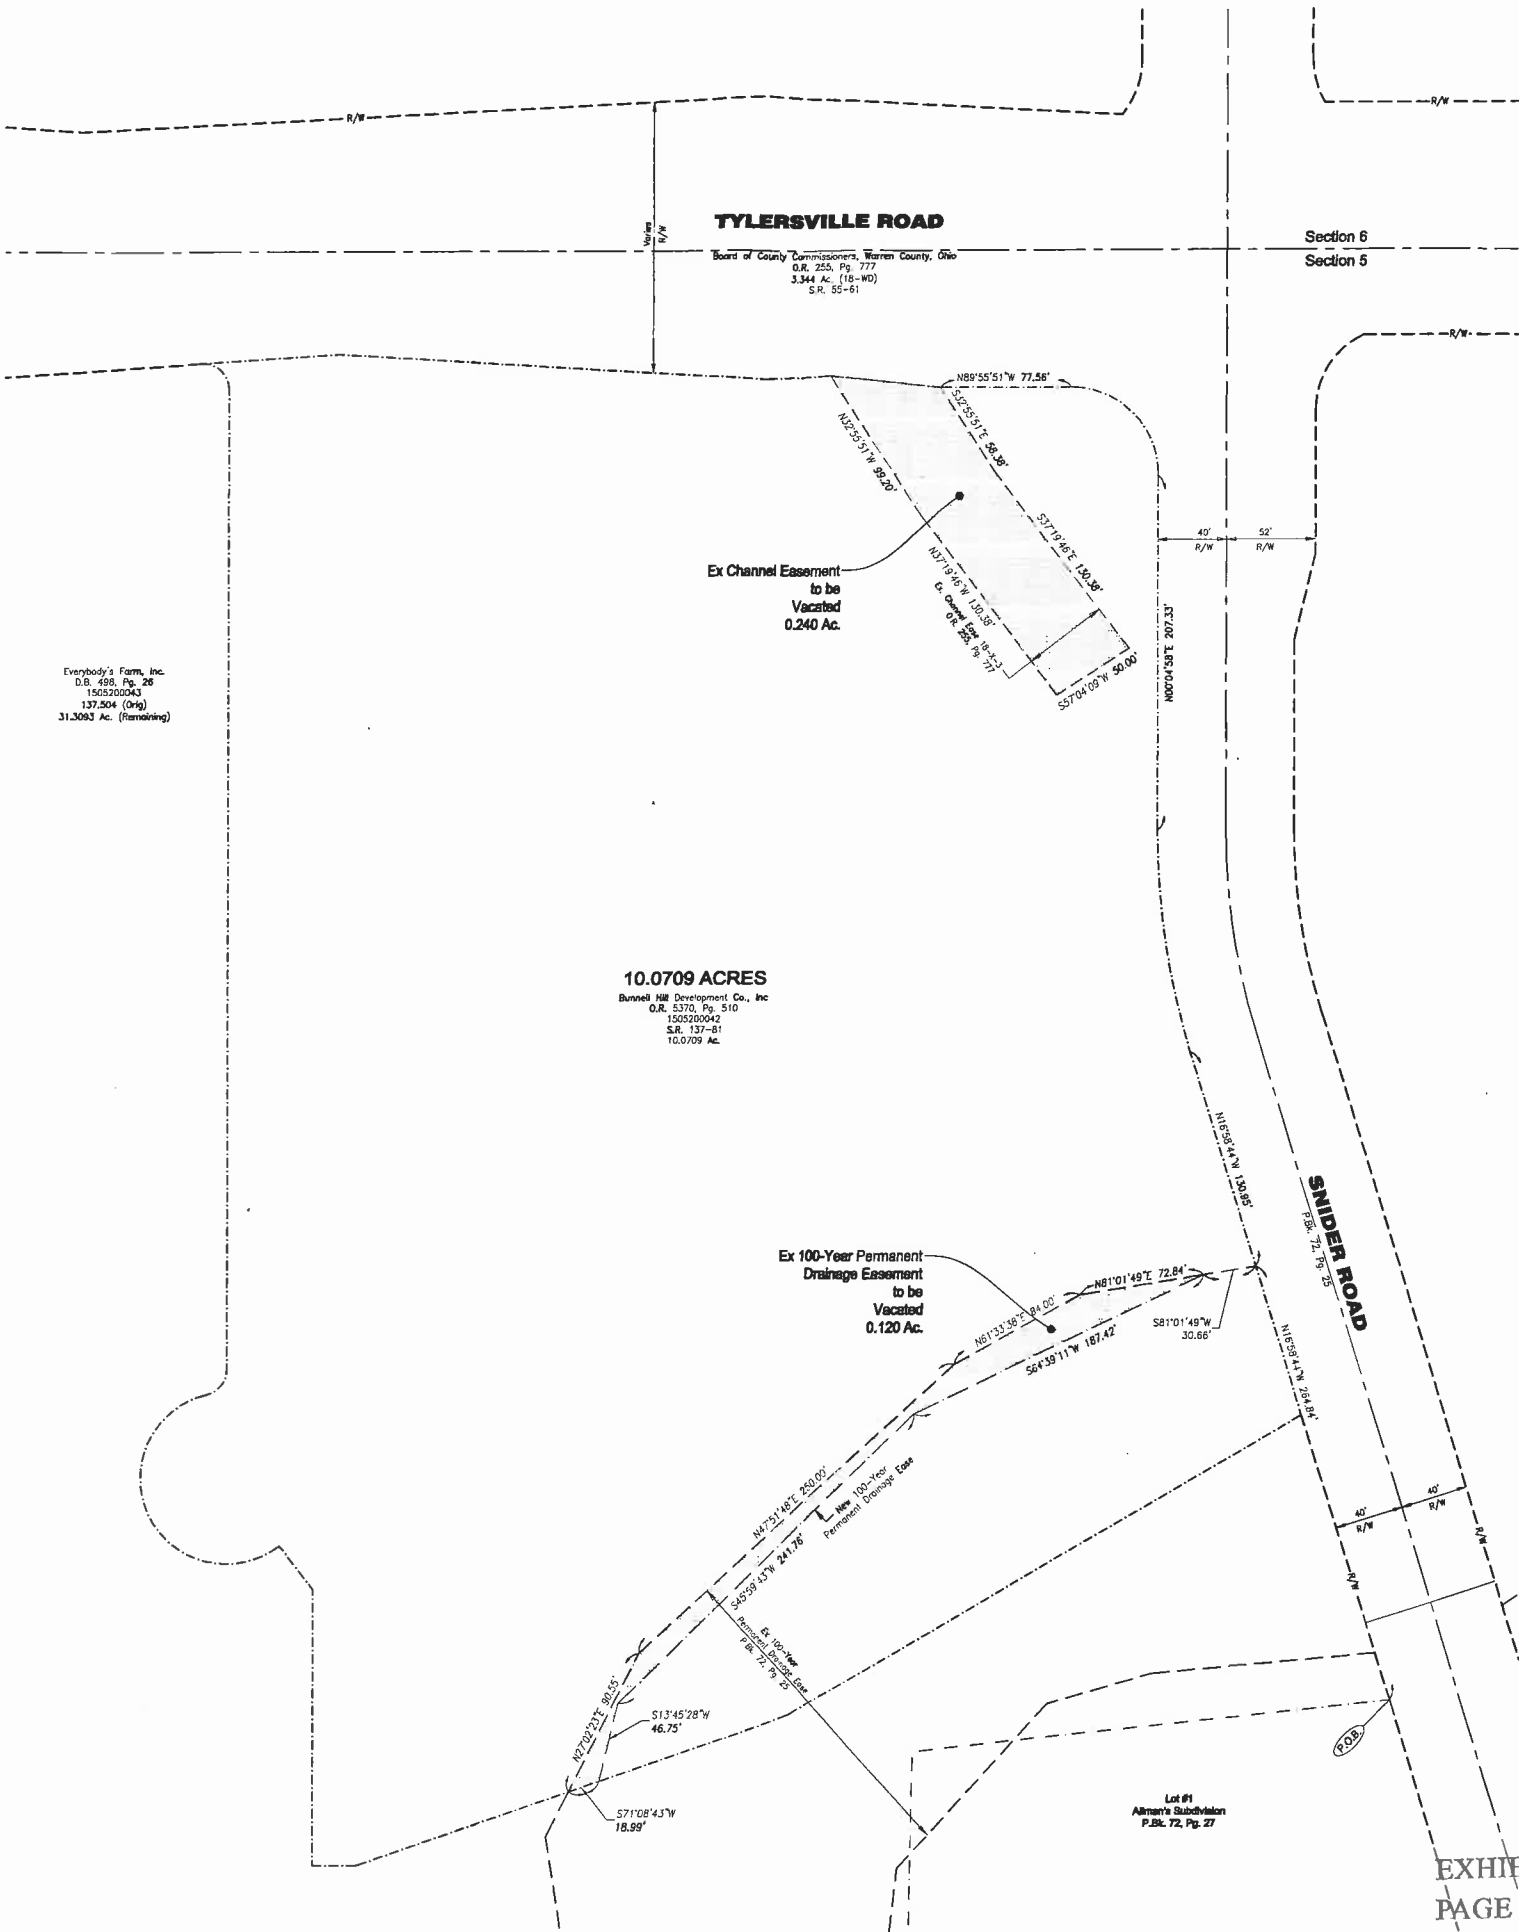 R/W
R/W
Varies
R/W
TYLERSVILLE ROAD
Board of County Commissioners, Warren County, Ohio
O.R. 255, Pg. 777
3.344 Ac. (18-WD)
S.R. 55-61
Section 6
Section 5
R/W
N89°55'51"W 77.56'
S32°55'51"E 58.38'
N32°55'51"W 99.20'
S37°19'46"E 130.38'
N37°19'46"W 130.38'
Ex. Channel Ease 18-X-3
O.R. 255, Pg. 777
S57°04'09"W 50.00'
Ex Channel Easement
to be
Vacated
0.240 Ac.
40'
R/W
52'
R/W
N00°04'58"E 207.33'
Everybody's Farm, Inc.
D.B. 498, Pg. 26
1505200043
137.504 (Orig)
31.3093 Ac. (Remaining)
10.0709 ACRES
Bunnell Hill Development Co., Inc
O.R. 5370, Pg. 510
1505200042
S.R. 137-81
10.0709 Ac.
N16°58'44"W 130.95'
SNIDER ROAD
P.Bk. 72, Pg. 25
Ex 100-Year Permanent
Drainage Easement
to be
Vacated
0.120 Ac.
N81°01'49"E 72.84'
N61°33'38"E 84.00'
S64°39'11"W 187.42'
S81°01'49"W
30.66'
N16°58'44"W 264.84'
N47°51'48"E 250.00'
New 100-Year
Permanent Drainage Ease
S45°59'43"W 241.76'
40'
R/W
40'
R/W
R/W
R/W
Ex 100-Year
Permanent Drainage Ease
P.Bk. 72, Pg. 25
N27°02'23"E 90.55'
S13°45'28"W
46.75'
S71°08'43"W
18.99'
P.O.B.
Lot #1
Allman's Subdivision
P.Bk. 72, Pg. 27
PAGE